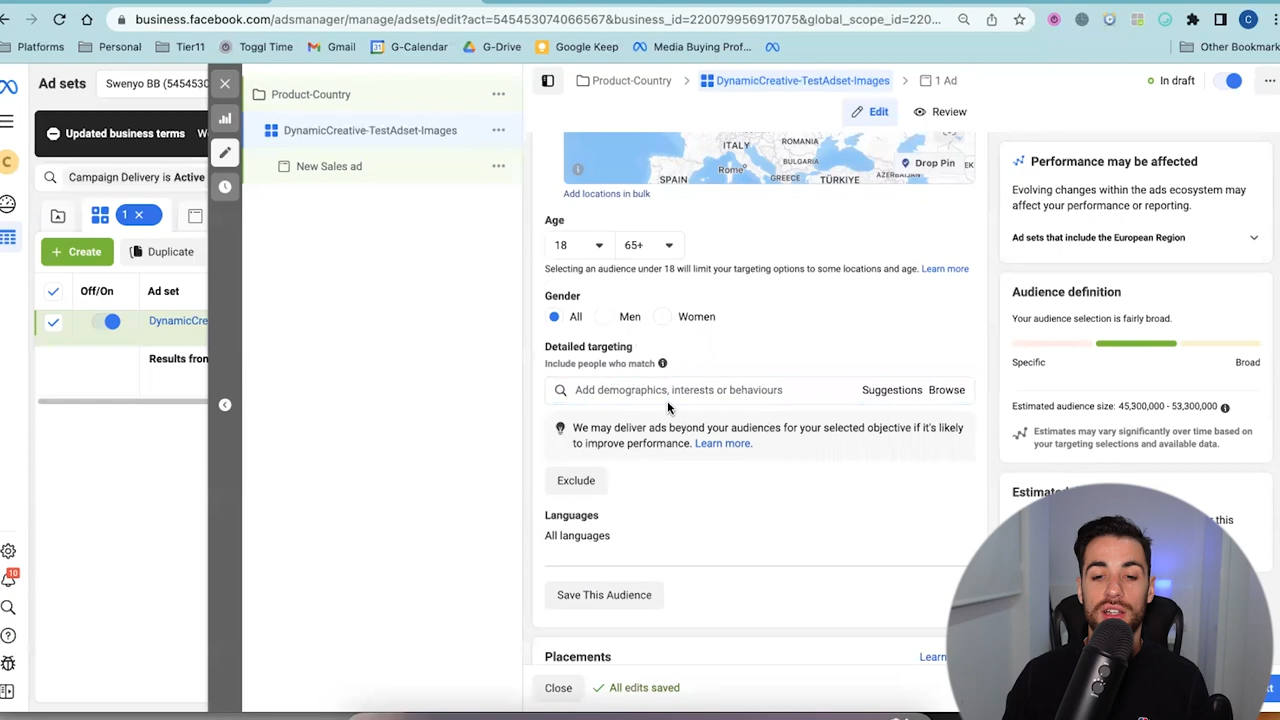 business.facebook.com/adsmanager/manage/adsets/edit?act=545453074066567&business_id=220079956917075&global_scope_id=220...
C
Platforms
Personal
Tier11
Toggl Time
Gmail
G-Calendar
G-Drive
Google Keep
Media Buying Prof...
Other Bookmark
Ad sets
Swenyo BB (5454530
Updated business terms
Campaign Delivery is Active
C
1
+ Create
Duplicate
Off/On
Ad set
DynamicCre
Results from
10
Product-Country
DynamicCreative-TestAdset-Images
New Sales ad
Product-Country
DynamicCreative-TestAdset-Images
1 Ad
In draft
Edit
Review
ITALY
ROMANIA
BULGARIA
Rome
SPAIN
GREECE
TÜRKIYE
Drop Pin
Add locations in bulk
Age
18
65+
Selecting an audience under 18 will limit your targeting options to some locations and age. Learn more
Gender
All
Men
Women
Detailed targeting
Include people who match
Add demographics, interests or behaviours
Suggestions
Browse
We may deliver ads beyond your audiences for your selected objective if it's likely
to improve performance. Learn more.
Exclude
Languages
All languages
Save This Audience
Placements
Learn
Close
All edits saved
Performance may be affected
Evolving changes within the ads ecosystem may
affect your performance or reporting.
Ad sets that include the European Region
Audience definition
Your audience selection is fairly broad.
Specific
Broad
Estimated audience size: 45,300,000 - 53,300,000
Estimates may vary significantly over time based on
your targeting selections and available data.